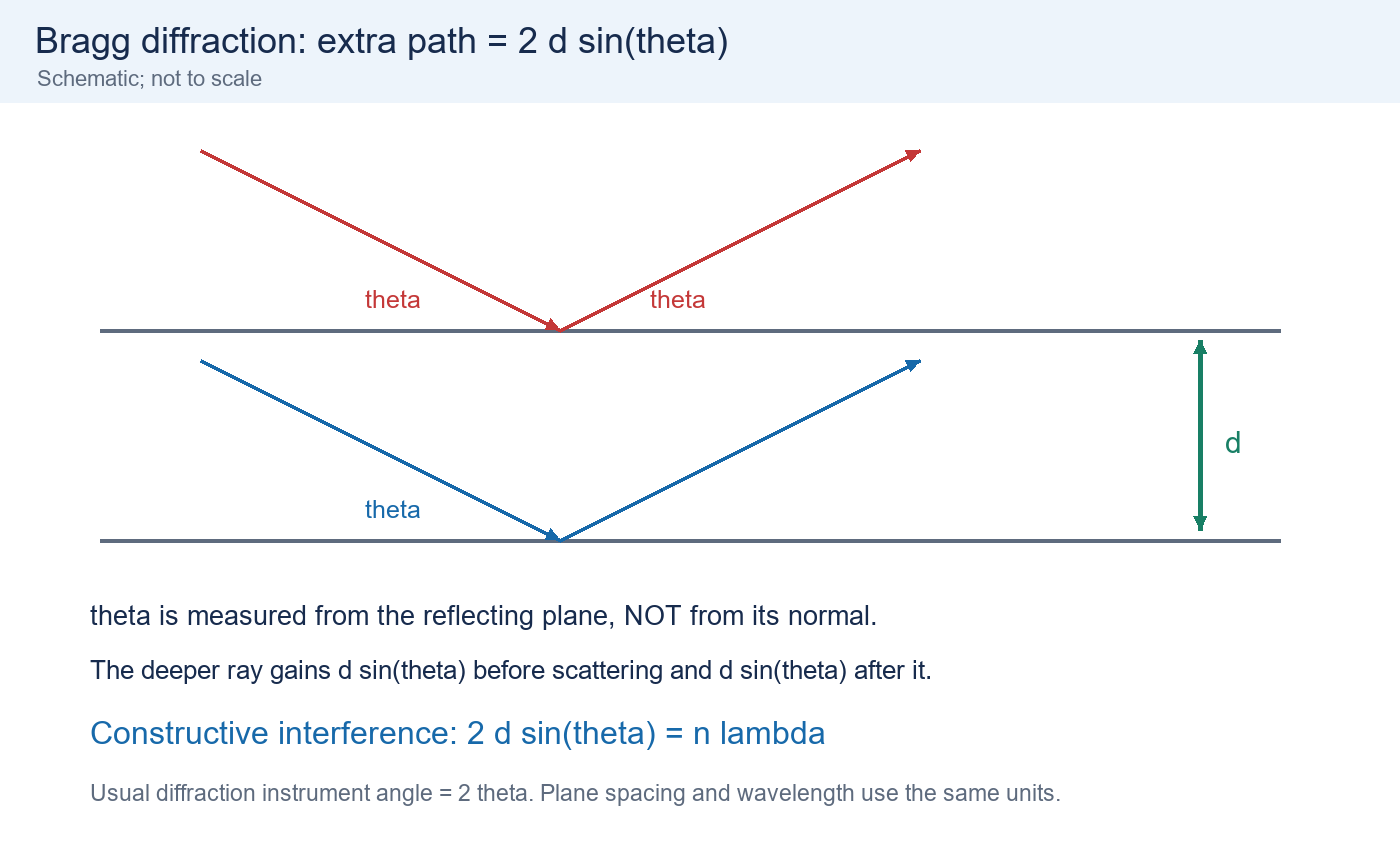 Bragg diffraction: extra path = 2 d sin(theta)
Schematic; not to scale
theta
theta
d
theta
theta is measured from the reflecting plane, NOT from its normal.
The deeper ray gains d sin(theta) before scattering and d sin(theta) after it.
Constructive interference: 2 d sin(theta) = n lambda
Usual diffraction instrument angle = 2 theta. Plane spacing and wavelength use the same units.